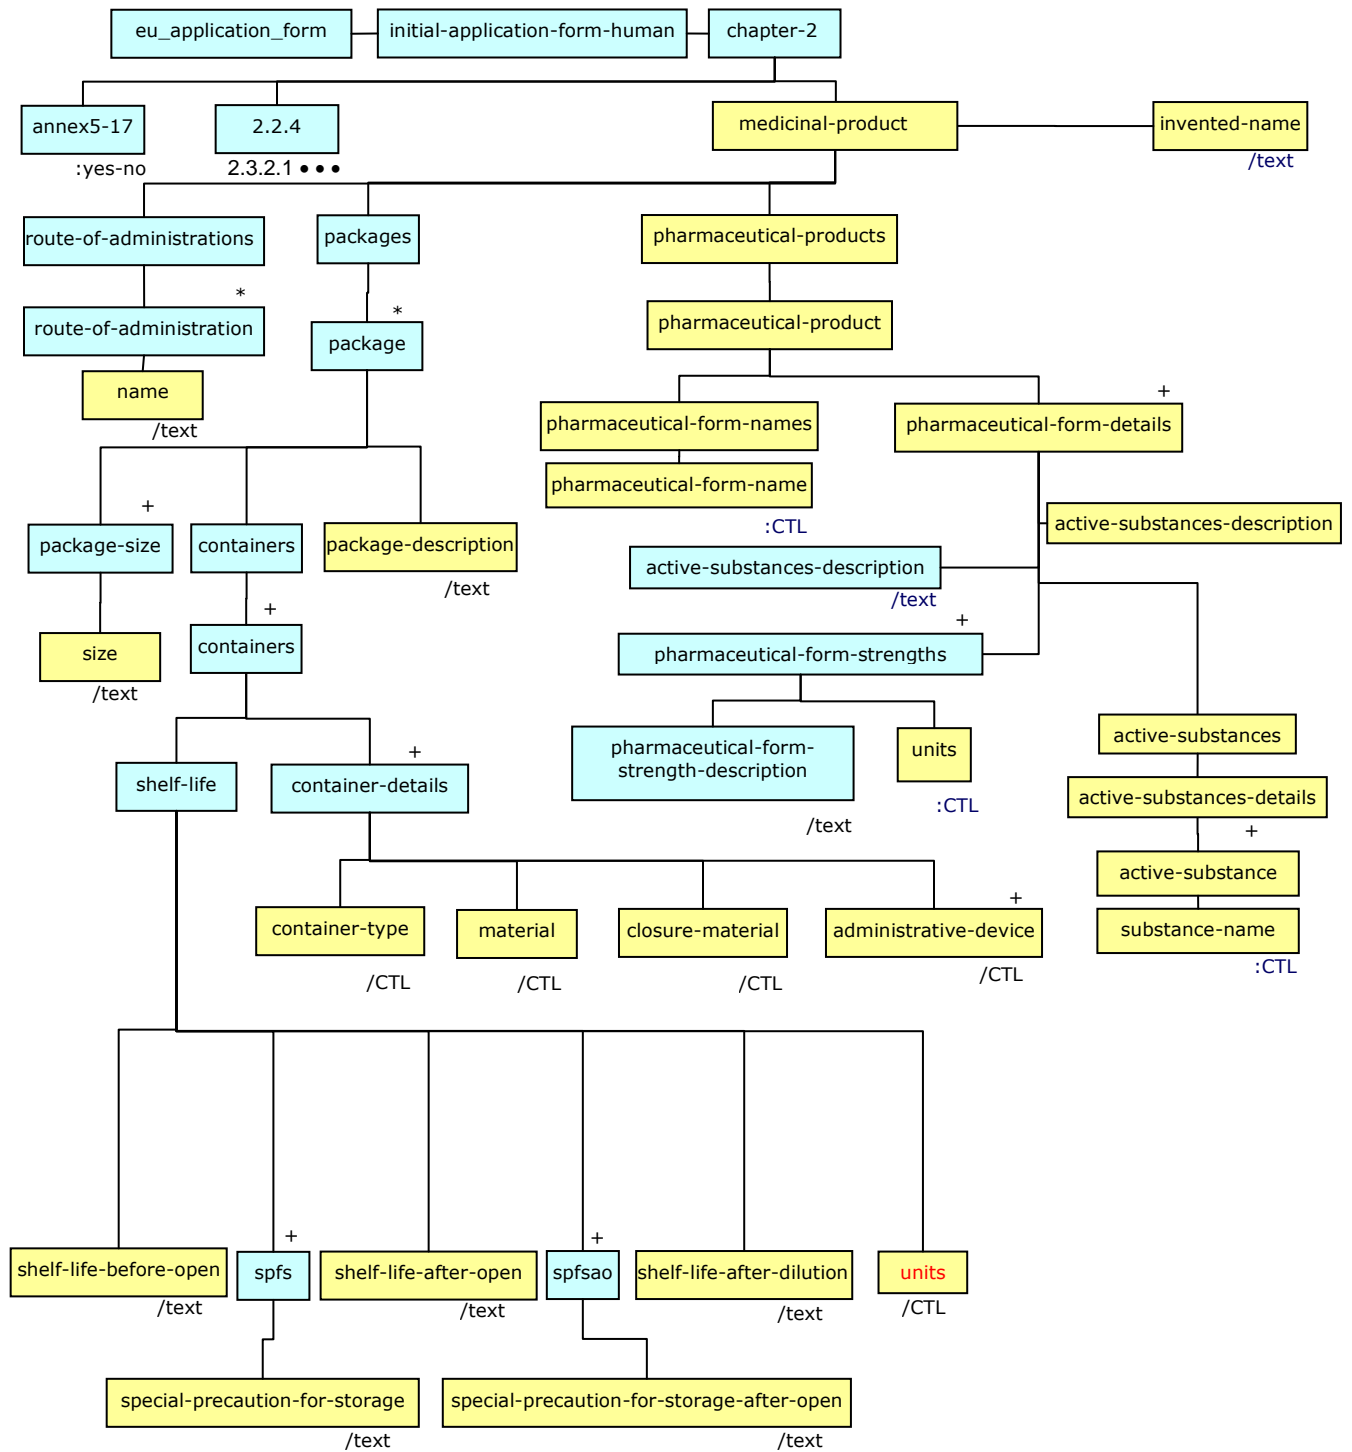 eu_application_form
initial-application-form-human
chapter-2
annex5-17
2.2.4
medicinal-product
invented-name
:yes-no
2.3.2.1 •••
/text
route-of-administrations
packages
pharmaceutical-products
*
*
route-of-administration
package
pharmaceutical-product
name
/text
+
pharmaceutical-form-names
pharmaceutical-form-details
pharmaceutical-form-name
+
:CTL
active-substances-description
package-size
containers
package-description
/text
active-substances-description
/text
+
+
size
/text
containers
pharmaceutical-form-strengths
pharmaceutical-form-
strength-description
/text
units
:CTL
active-substances
+
shelf-life
container-details
active-substances-details
+
active-substance
substance-name
:CTL
+
container-type
material
closure-material
administrative-device
/CTL
/CTL
/CTL
/CTL
+
+
shelf-life-before-open
spfs
shelf-life-after-open
spfsao
shelf-life-after-dilution
units
/text
/text
/text
/CTL
special-precaution-for-storage
special-precaution-for-storage-after-open
/text
/text